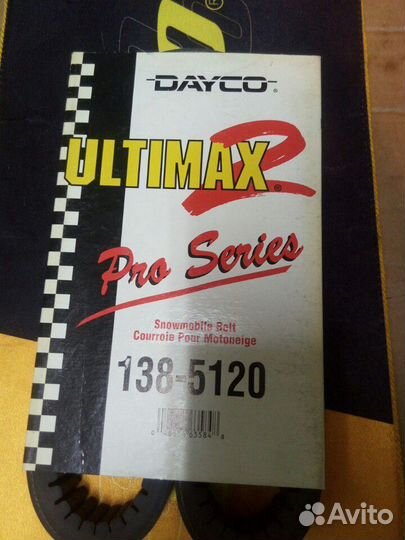 DAYCO®
ULTIMAX 2®
Pro Series
Snowmobile Belt
Courroie Pour Motoneige
138-5120
Avito